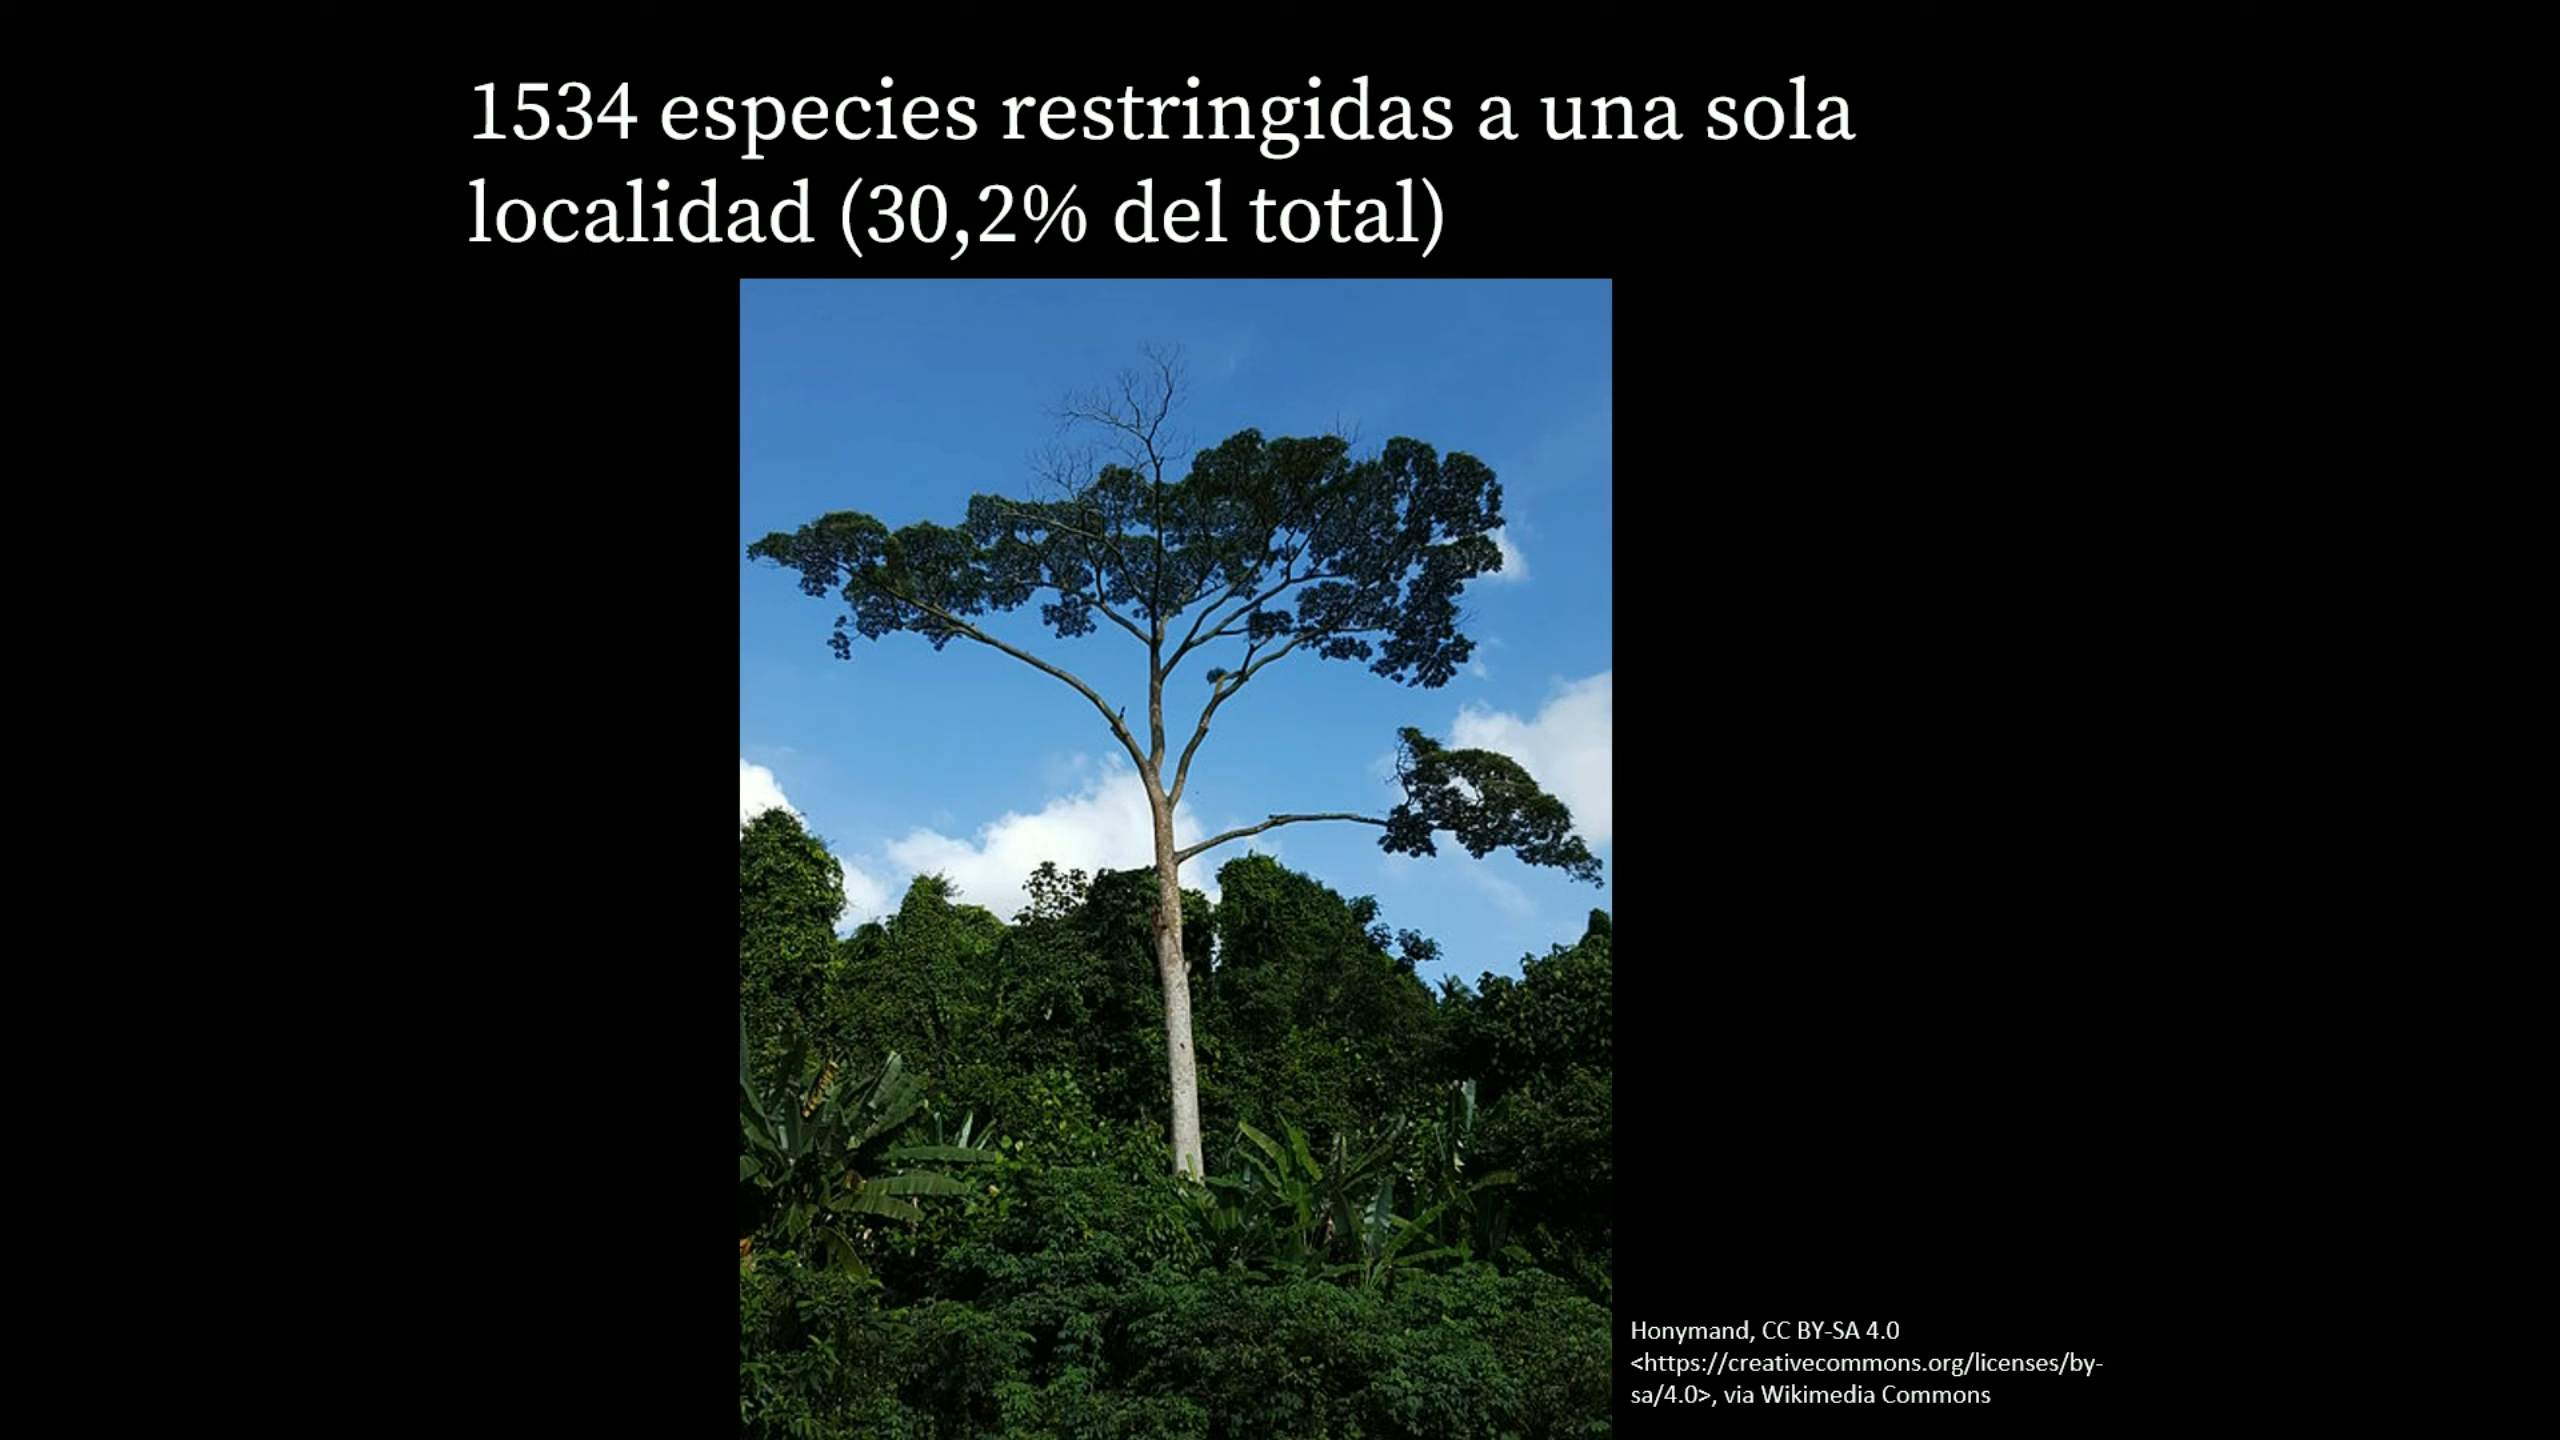 1534 especies restringidas a una sola
localidad (30,2% del total)
Honymand, CC BY-SA 4.0
<https://creativecommons.org/licenses/by-
sa/4.0>, via Wikimedia Commons